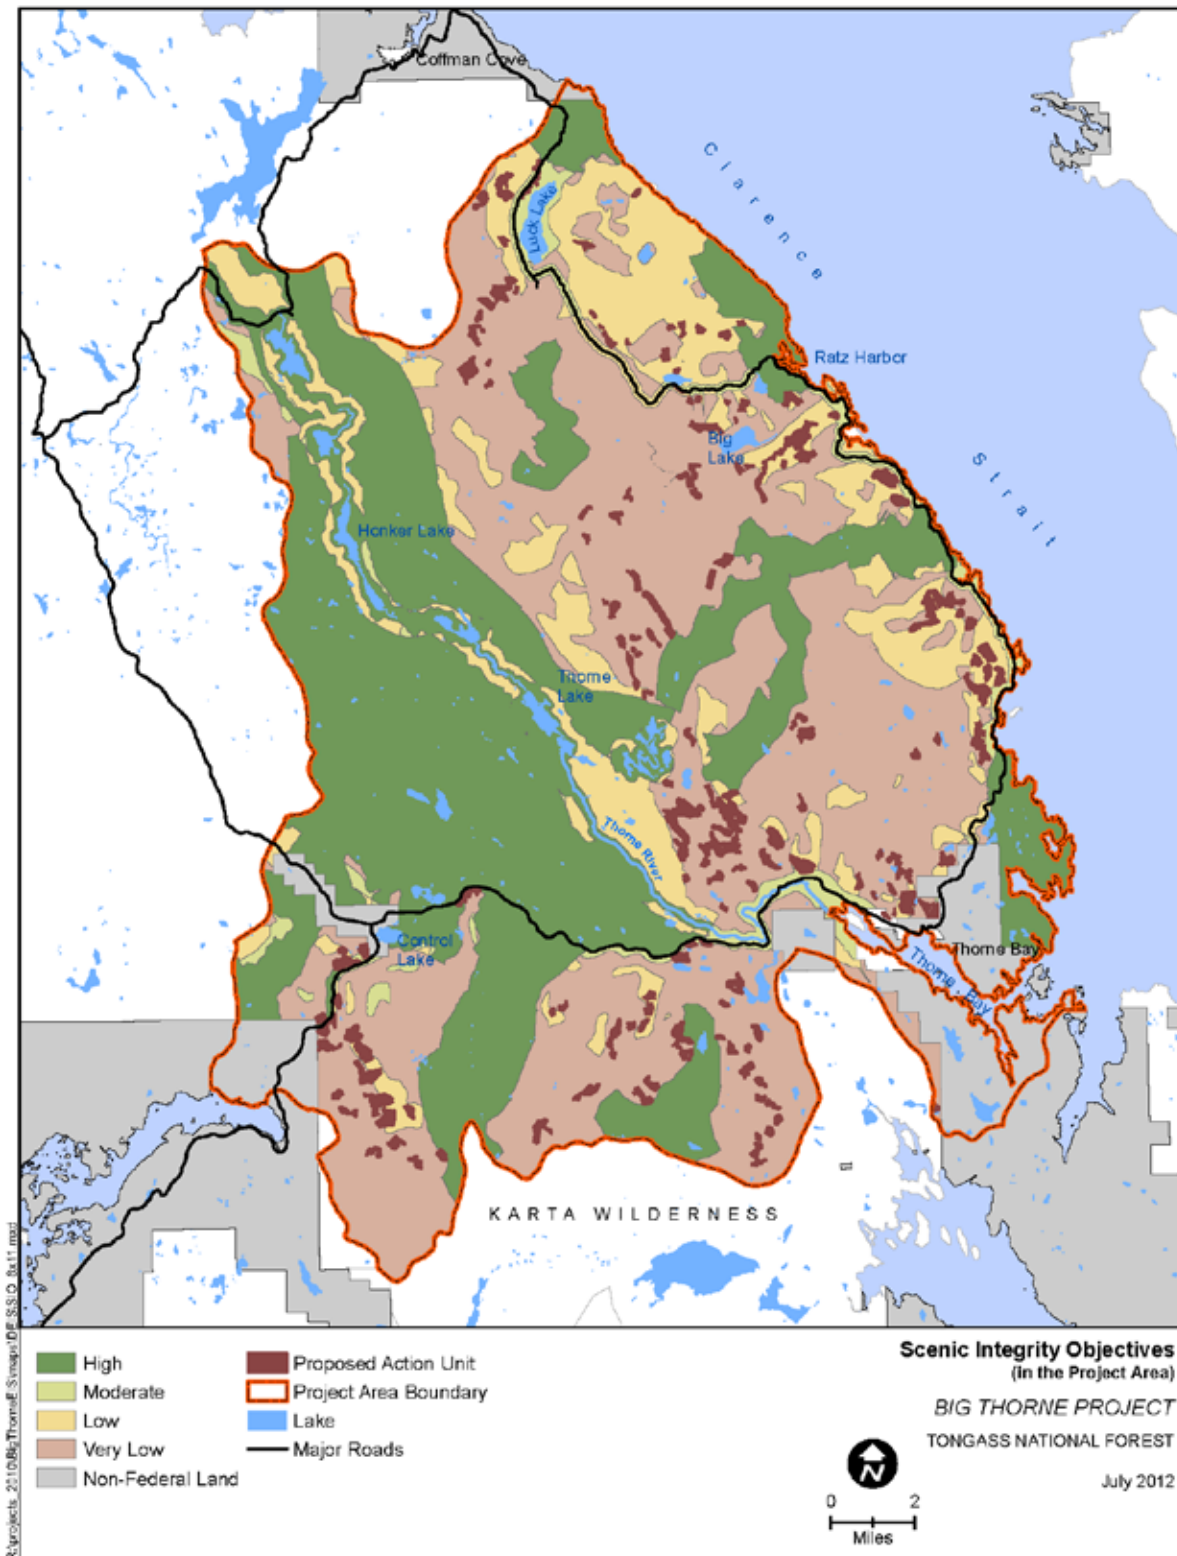 Coffman Cove
Clarence
Luck Lake
Ratz Harbor
Big
Lake
Strait
Honker Lake
Thorne
Lake
Thorne River
Control
Lake
Thorne Bay
Thorne Bay
KARTA WILDERNESS
High
Moderate
Low
Very Low
Non-Federal Land
Proposed Action Unit
Project Area Boundary
Lake
Major Roads
Scenic Integrity Objectives
(in the Project Area)
BIG THORNE PROJECT
TONGASS NATIONAL FOREST
July 2012
N
0 2
Miles